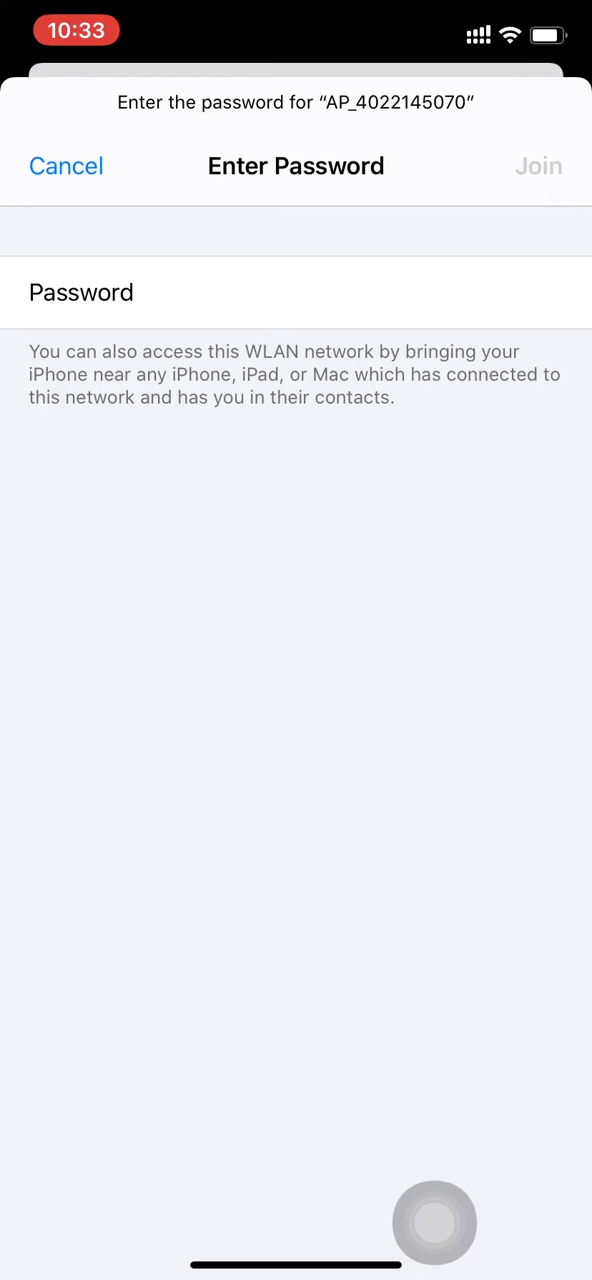 10:33
Enter the password for “AP_4022145070”
Cancel
Enter Password
Join
Password
You can also access this WLAN network by bringing your
iPhone near any iPhone, iPad, or Mac which has connected to
this network and has you in their contacts.